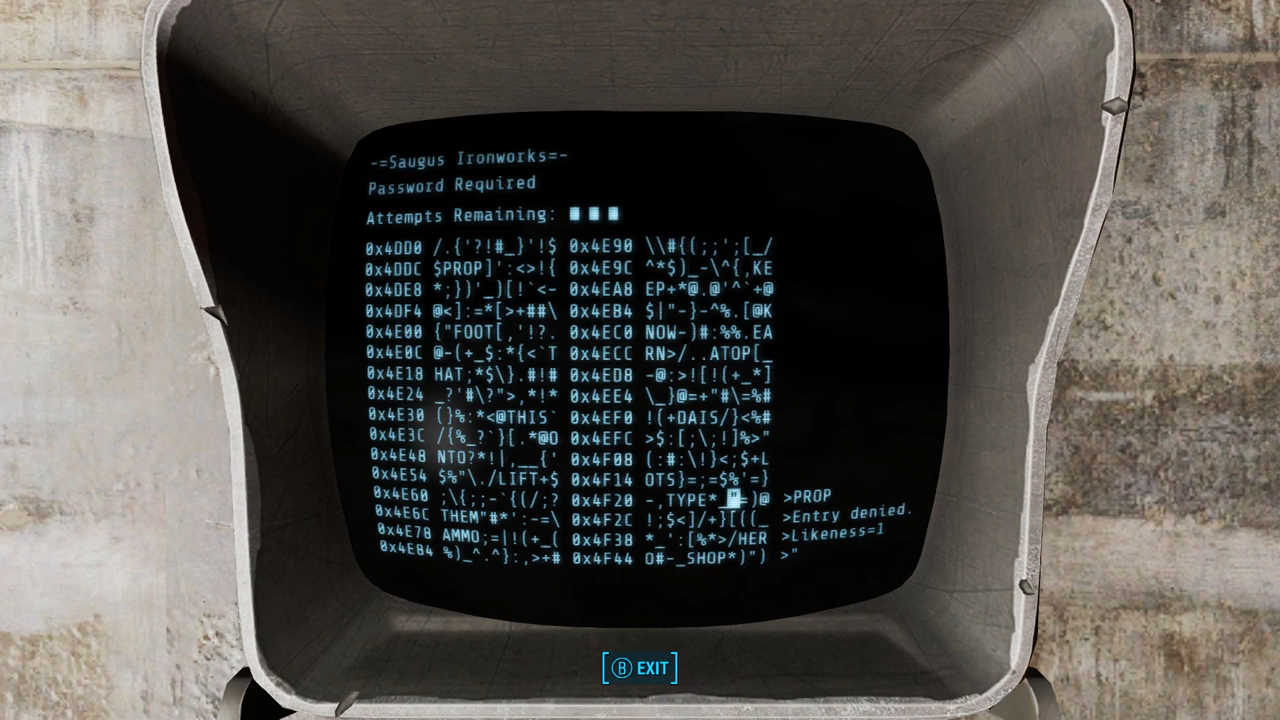 -=Saugus Ironworks=-
Password Required
Attempts Remaining: ■ ■ ■
0x4DD0 /.{'?!#_}'!$ 0x4E90 \\#{(;;';[_/
0x4DDC $PROP]':<>!{ 0x4E9C ^*$)_-\^{,KE
0x4DE8 *;})'_)[!`<- 0x4EA8 EP+*@.@'^`+@
0x4DF4 @<]:=*[>+##\ 0x4EB4 $|"-}-^%.[@K
0x4E00 {"FOOT[,'!?. 0x4EC0 NOW-)#:%%.EA
0x4E0C @-(+_$:*{<`T 0x4ECC RN>/..ATOP[_
0x4E18 HAT;*$\}.#!# 0x4ED8 -@:>![!(+_*]
0x4E24 _?'#\?">,*!* 0x4EE4 \_}@=+"#\=%#
0x4E30 (}%:*<@THIS` 0x4EF0 !(+DAIS/}<%#
0x4E3C /{%_?`}[.*@O 0x4EFC >$:[;\;!]%>"
0x4E48 NTO?*!|,__{' 0x4F08 (:#:\!}<;$+L
0x4E54 $%"\./LIFT+$ 0x4F14 OTS}=;=$%'=}
0x4E60 ;\{;;-`{(/;? 0x4F20 -,TYPE*_"=)@ >PROP
0x4E6C THEM"#*':-=\ 0x4F2C !;$<]/+}[((_ >Entry denied.
0x4E78 AMMO;=|!(+_( 0x4F38 *_':[%*>/HER >Likeness=1
0x4E84 %)_^.^}:,>+# 0x4F44 O#-_SHOP*)") >"
[Ⓑ EXIT]